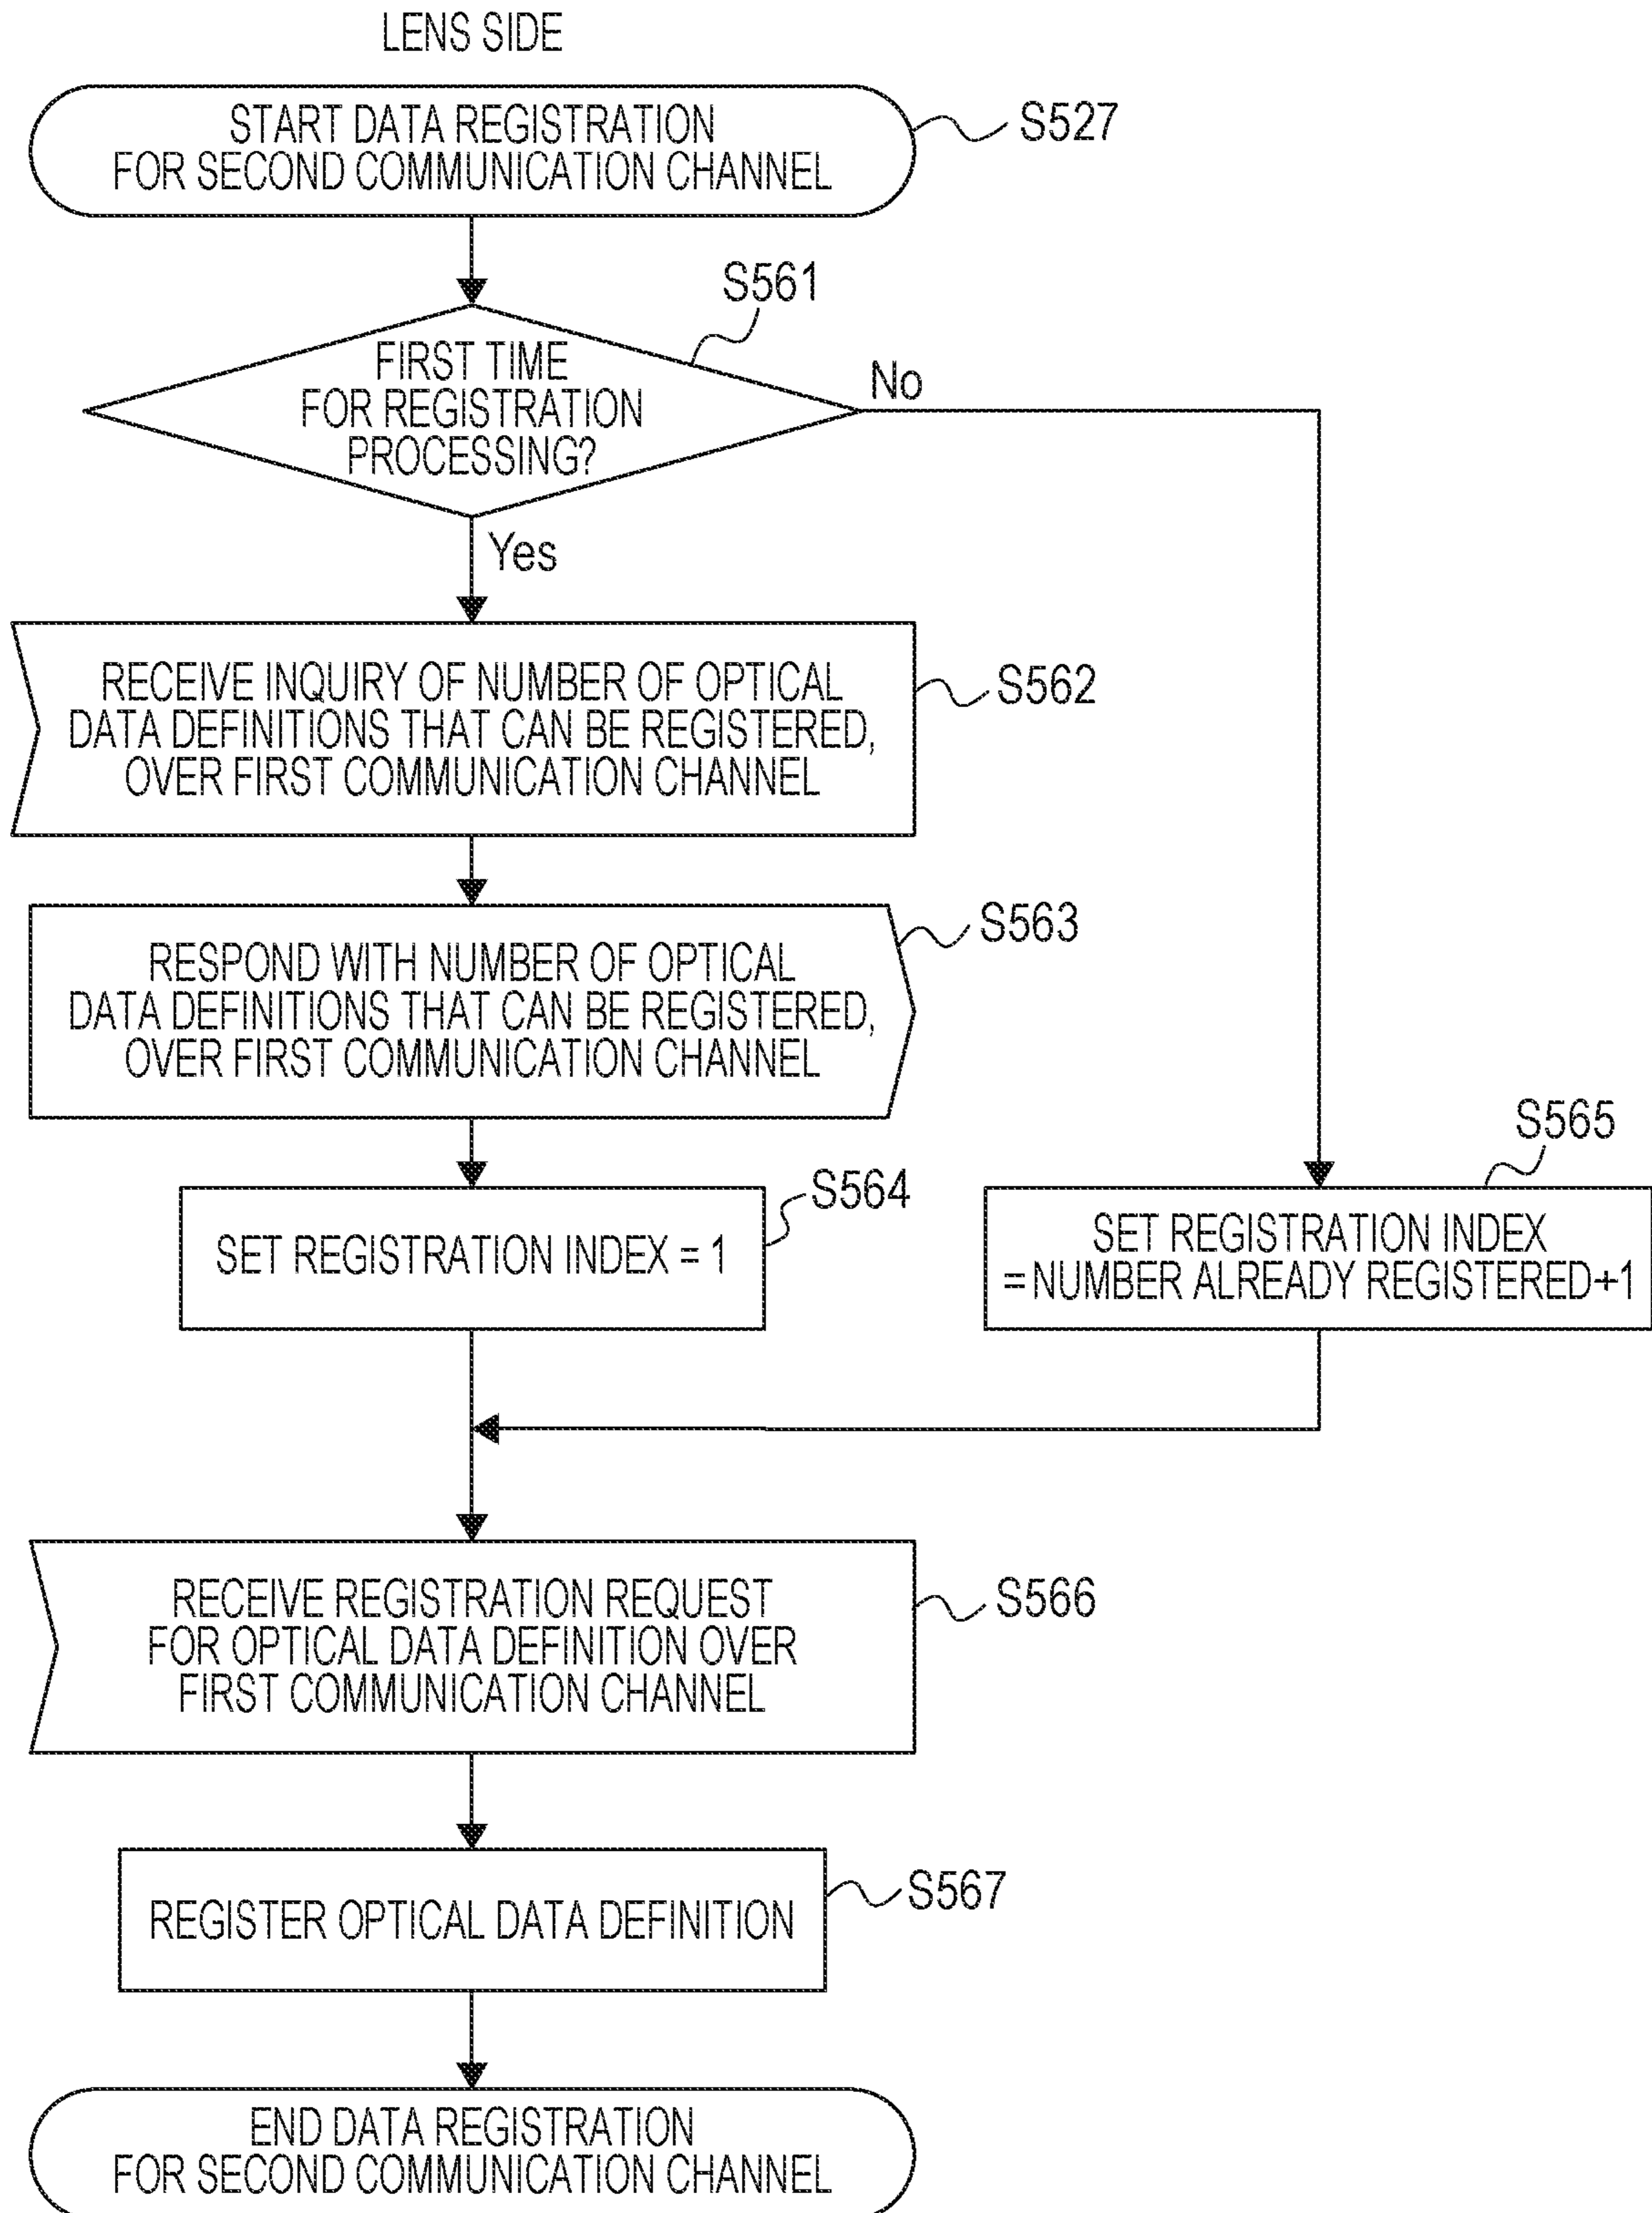 LENS SIDE
START DATA REGISTRATION
FOR SECOND COMMUNICATION CHANNEL
S527
S561
FIRST TIME
FOR REGISTRATION
PROCESSING?
No
Yes
RECEIVE INQUIRY OF NUMBER OF OPTICAL
DATA DEFINITIONS THAT CAN BE REGISTERED,
OVER FIRST COMMUNICATION CHANNEL
S562
RESPOND WITH NUMBER OF OPTICAL
DATA DEFINITIONS THAT CAN BE REGISTERED,
OVER FIRST COMMUNICATION CHANNEL
S563
SET REGISTRATION INDEX = 1
S564
S565
SET REGISTRATION INDEX
= NUMBER ALREADY REGISTERED+1
RECEIVE REGISTRATION REQUEST
FOR OPTICAL DATA DEFINITION OVER
FIRST COMMUNICATION CHANNEL
S566
REGISTER OPTICAL DATA DEFINITION
S567
END DATA REGISTRATION
FOR SECOND COMMUNICATION CHANNEL